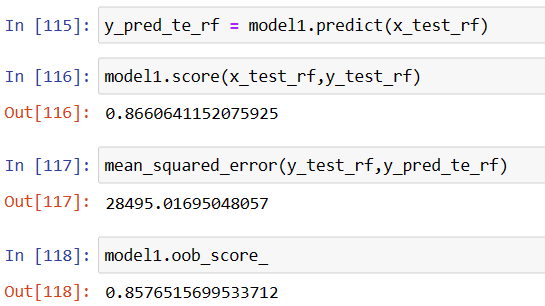 In [115]: y_pred_te_rf = model1.predict(x_test_rf)
In [116]: model1.score(x_test_rf,y_test_rf)
Out[116]: 0.8660641152075925
In [117]: mean_squared_error(y_test_rf,y_pred_te_rf)
Out[117]: 28495.01695048057
In [118]: model1.oob_score_
Out[118]: 0.8576515699533712